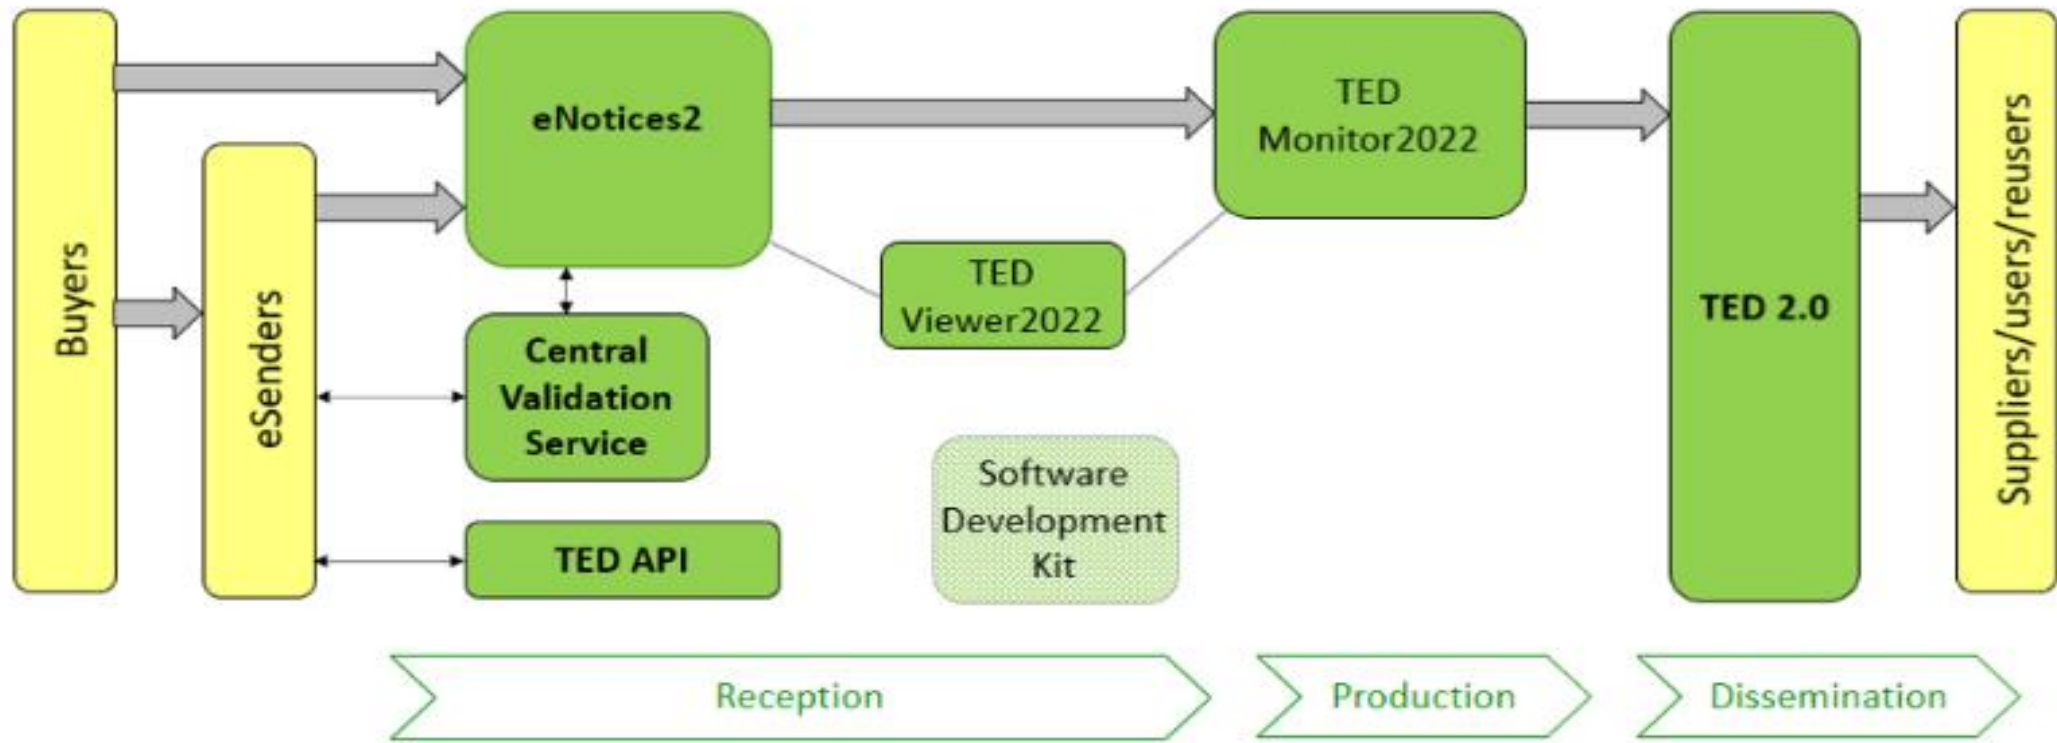 Buyers
eSenders
eNotices2
Central
Validation
Service
TED API
TED
Viewer2022
Software
Development
Kit
TED
Monitor2022
TED 2.0
Suppliers/users/reusers
Reception
Production
Dissemination